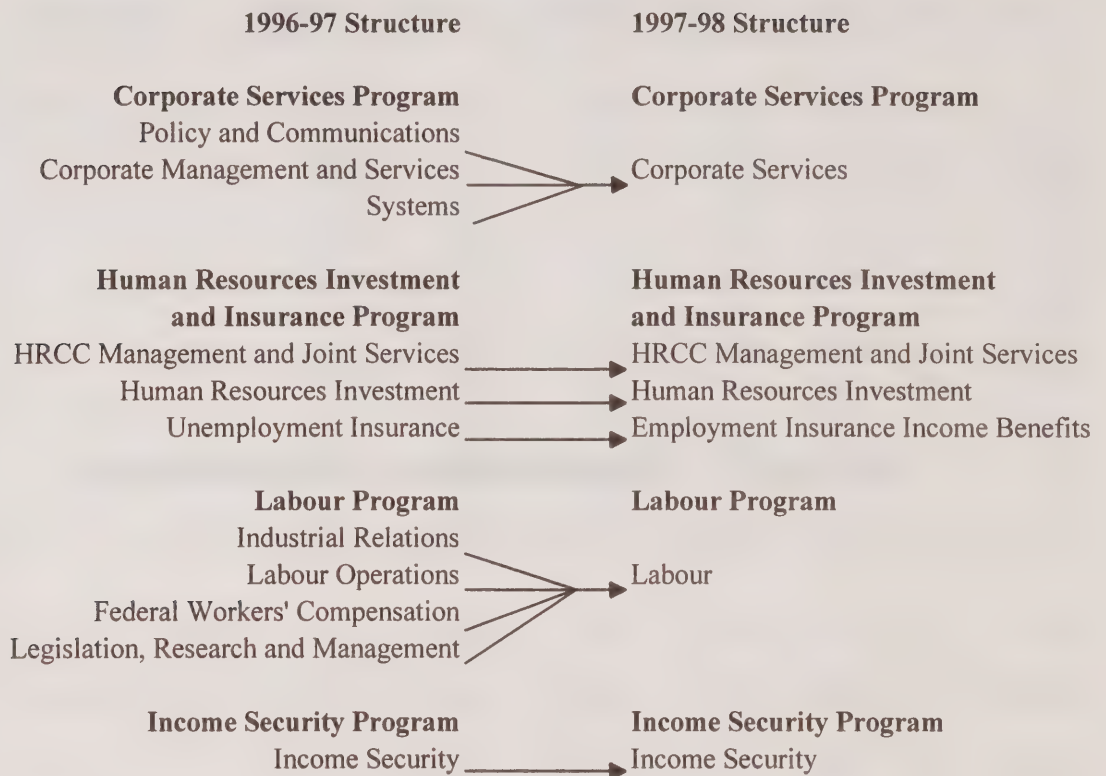 1996-97 Structure 1997-98 Structure
Corporate Services Program Corporate Services Program
Policy and Communications
Corporate Management and Services Corporate Services
Systems
Human Resources Investment Human Resources Investment
and Insurance Program and Insurance Program
HRCC Management and Joint Services HRCC Management and Joint Services
Human Resources Investment Human Resources Investment
Unemployment Insurance Employment Insurance Income Benefits
Labour Program Labour Program
Industrial Relations
Labour Operations Labour
Federal Workers' Compensation
Legislation, Research and Management
Income Security Program Income Security Program
Income Security Income Security